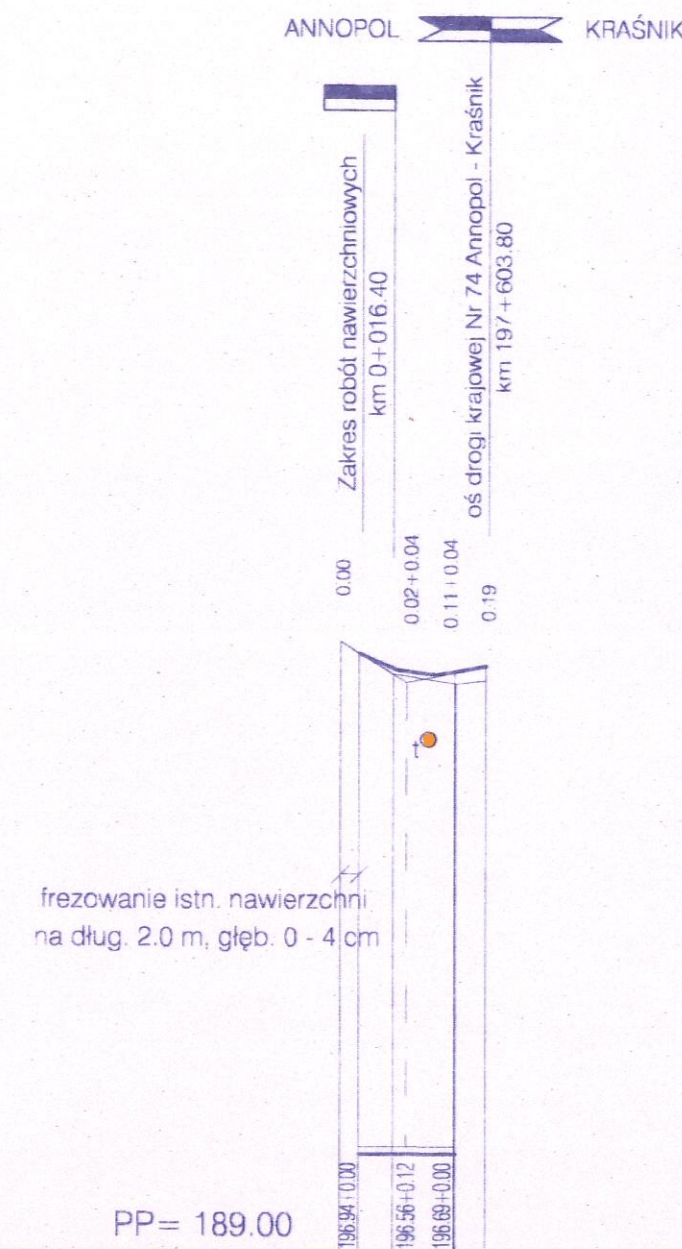 ANNOPOL KRAŚNIK
Zakres robót nawierzchniowych
km 0+016.40
oś drogi krajowej Nr 74 Annopol - Kraśnik
km 197+603.80
0.00
0.02+0.04
0.11+0.04
0.19
t
frezowanie istn. nawierzchni
na dług. 2.0 m, głęb. 0 - 4 cm
PP= 189.00
196.94+0.00
196.56+0.12
196.69+0.00